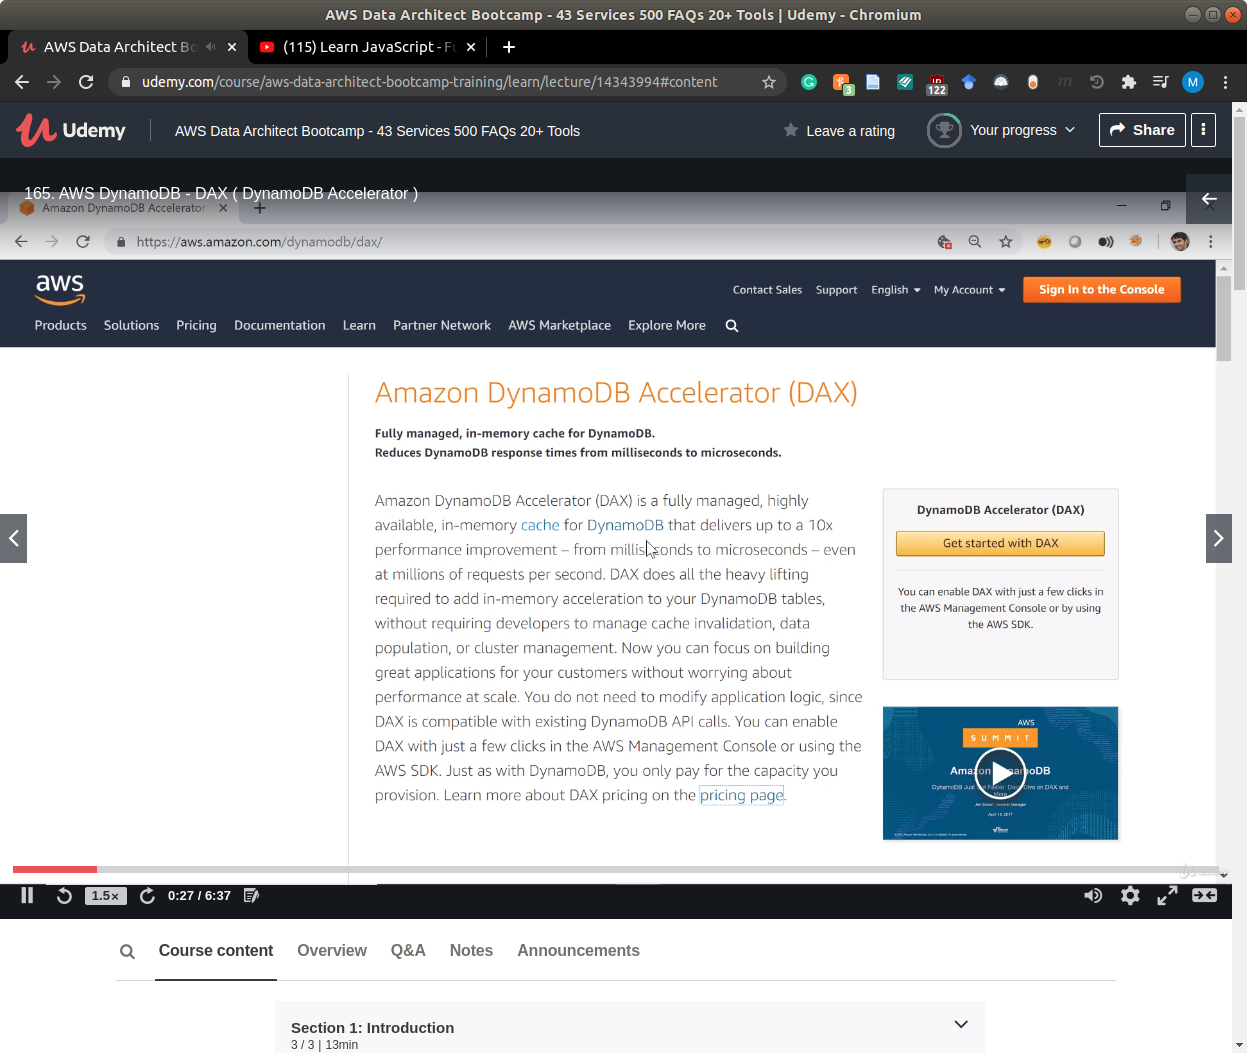 AWS Data Architect Bootcamp - 43 Services 500 FAQs 20+ Tools | Udemy - Chromium
AWS Data Architect Bo
(115) Learn JavaScript - Fu
udemy.com/course/aws-data-architect-bootcamp-training/learn/lecture/14343994#content
3
122
M
Udemy
AWS Data Architect Bootcamp - 43 Services 500 FAQs 20+ Tools
Leave a rating
Your progress
Share
165. AWS DynamoDB - DAX ( DynamoDB Accelerator )
Amazon DynamoDB Accelerator
https://aws.amazon.com/dynamodb/dax/
aws
Contact Sales Support English My Account Sign In to the Console
Products Solutions Pricing Documentation Learn Partner Network AWS Marketplace Explore More
Amazon DynamoDB Accelerator (DAX)
Fully managed, in-memory cache for DynamoDB.
Reduces DynamoDB response times from milliseconds to microseconds.
Amazon DynamoDB Accelerator (DAX) is a fully managed, highly
available, in-memory cache for DynamoDB that delivers up to a 10x
performance improvement – from milliseconds to microseconds – even
at millions of requests per second. DAX does all the heavy lifting
required to add in-memory acceleration to your DynamoDB tables,
without requiring developers to manage cache invalidation, data
population, or cluster management. Now you can focus on building
great applications for your customers without worrying about
performance at scale. You do not need to modify application logic, since
DAX is compatible with existing DynamoDB API calls. You can enable
DAX with just a few clicks in the AWS Management Console or using the
AWS SDK. Just as with DynamoDB, you only pay for the capacity you
provision. Learn more about DAX pricing on the pricing page.
DynamoDB Accelerator (DAX)
Get started with DAX
You can enable DAX with just a few clicks in
the AWS Management Console or by using
the AWS SDK.
AWS
SUMMIT
Amazon DynamoDB
April 19, 2017
1.5×
0:27 / 6:37
Course content Overview Q&A Notes Announcements
Section 1: Introduction
3 / 3 | 13min